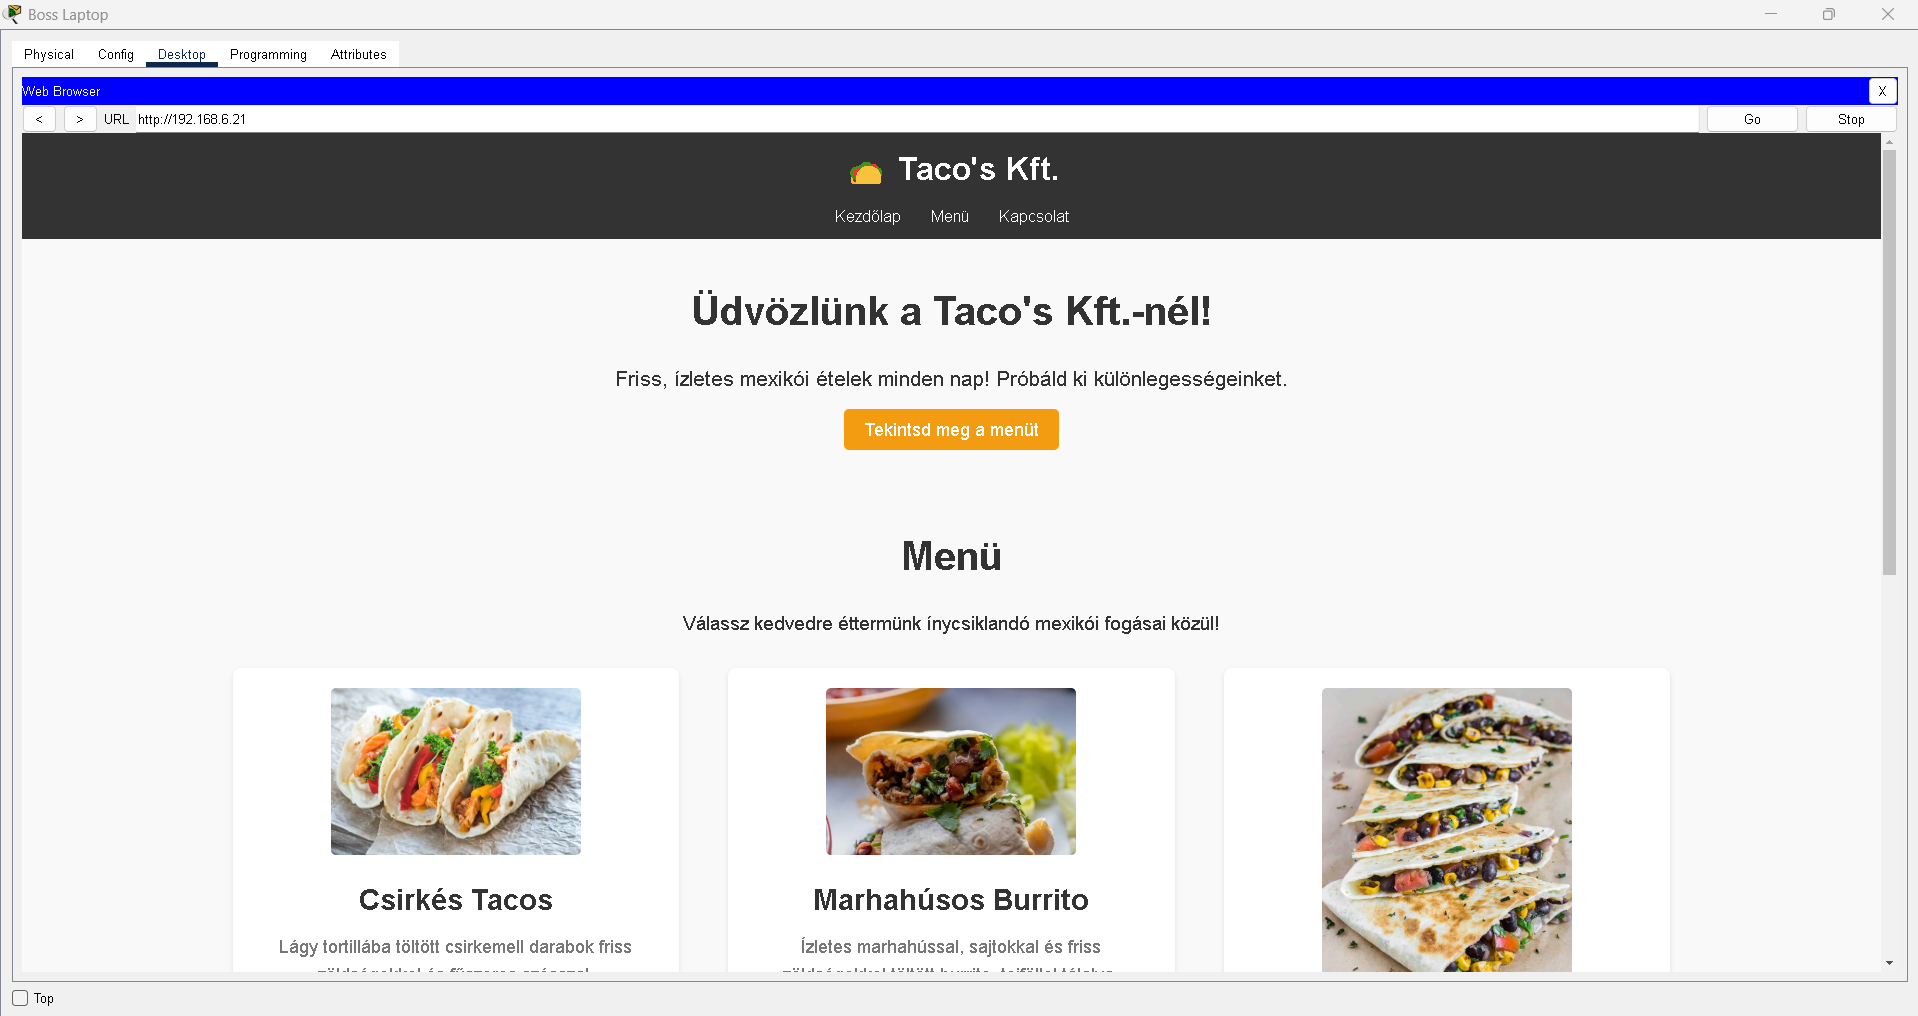 Boss Laptop
Physical Config Desktop Programming Attributes
Web Browser
X
< > URL http://192.168.6.21 Go Stop
Taco's Kft.
Kezdőlap Menü Kapcsolat
Üdvözlünk a Taco's Kft.-nél!
Friss, ízletes mexikói ételek minden nap! Próbáld ki különlegességeinket.
Tekintsd meg a menüt
Menü
Válassz kedvedre éttermünk ínycsiklandó mexikói fogásai közül!
Csirkés Tacos
Lágy tortillába töltött csirkemell darabok friss
Marhahúsos Burrito
Ízletes marhahússal, sajtokkal és friss
Top